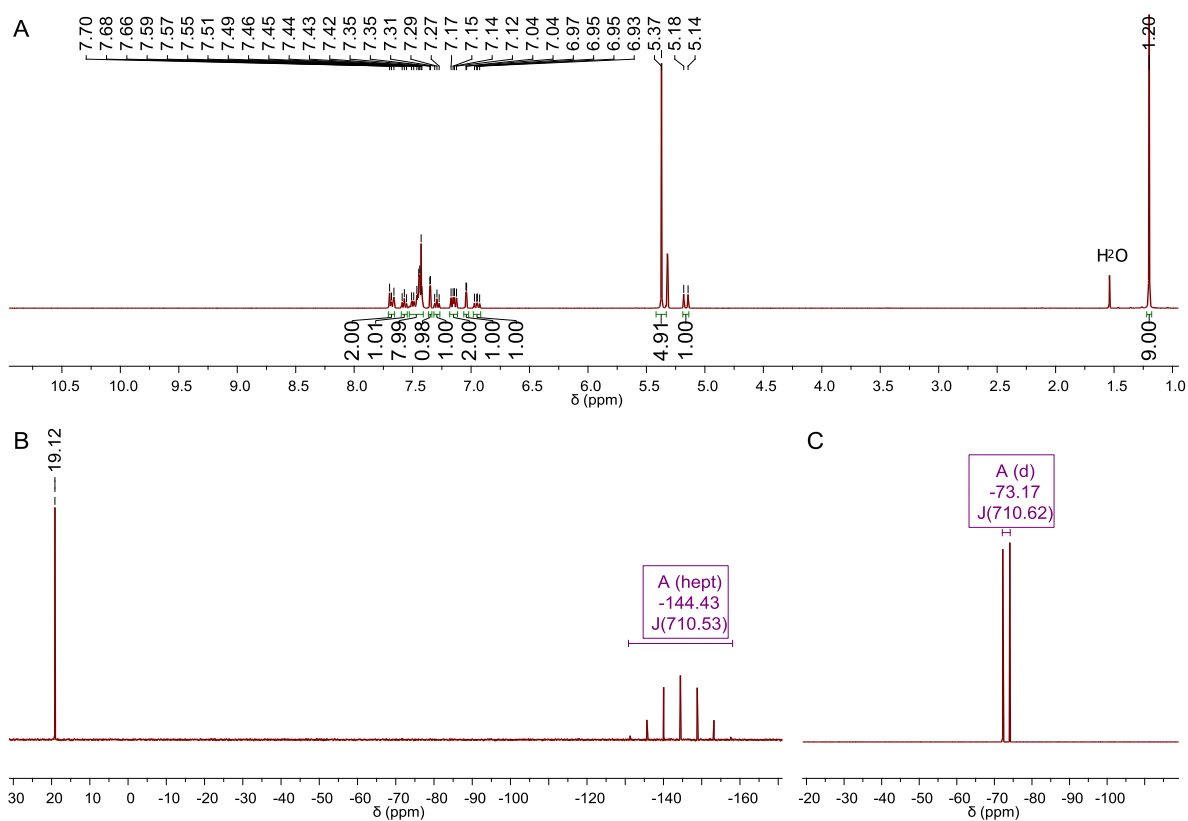 A
7.70 7.68 7.66 7.59 7.57 7.55 7.51 7.49 7.46 7.45 7.44 7.43 7.42 7.35 7.35 7.31 7.29 7.27 7.17 7.15 7.14 7.12 7.04 7.04 6.97 6.95 6.95 6.93 5.37 5.18 5.14 1.20
H2O
2.00 1.01 7.99 0.98 1.00 2.00 1.00 1.00 4.91 1.00 9.00
10.5 10.0 9.5 9.0 8.5 8.0 7.5 7.0 6.5 6.0 5.5 5.0 4.5 4.0 3.5 3.0 2.5 2.0 1.5 1.0
δ (ppm)
B
19.12
A (hept)
-144.43
J(710.53)
30 20 10 0 -10 -20 -30 -40 -50 -60 -70 -80 -90 -100 -120 -140 -160
δ (ppm)
C
A (d)
-73.17
J(710.62)
-20 -30 -40 -50 -60 -70 -80 -90 -100
δ (ppm)